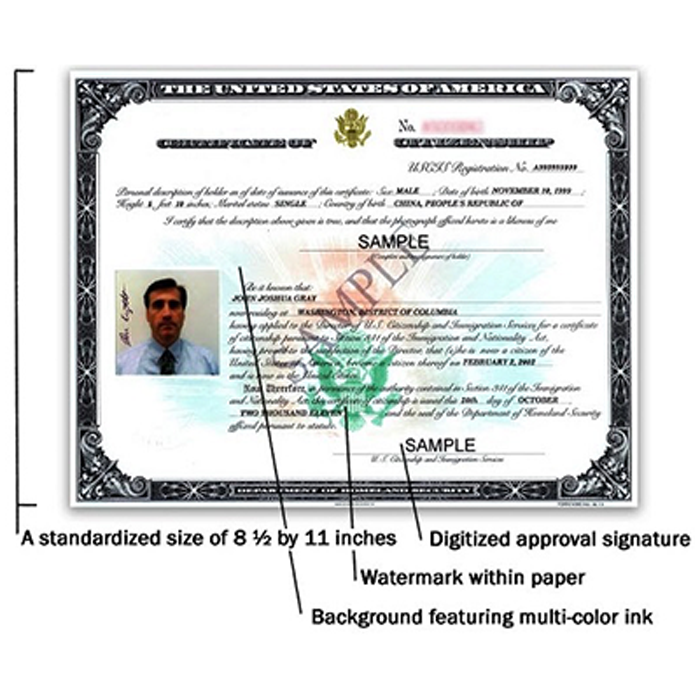 THE UNITED STATES OF AMERICA
No.
CERTIFICATE OF CITIZENSHIP
USCIS Registration No.
Personal description of holder as of date of issuance of this certificate: Sex: MALE ; Date of birth NOVEMBER 10, 1999 ;
Height 5 feet 10 inches; Marital status SINGLE ; Country of birth CHINA, PEOPLE'S REPUBLIC OF
I certify that the description above given is true, and that the photograph affixed hereto is a likeness of me
SAMPLE
(Complete and true signature of holder)
SAMPLE
Be it known that:
JOHN JOSHUA GRAY
now residing at WASHINGTON, DISTRICT OF COLUMBIA
having applied to the Director, U.S. Citizenship and Immigration Services for a certificate
of citizenship pursuant to Section 341 of the Immigration and Nationality Act,
having proved to the satisfaction of the Director, that (s)he is now a citizen of the
United States of America, became a citizen thereof on FEBRUARY 2, 2002
and is now in the United States.
Now Therefore, in pursuance of the authority contained in Section 341 of the Immigration
and Nationality Act, this certificate of citizenship is issued this 20th day of OCTOBER
TWO THOUSAND ELEVEN and the seal of the Department of Homeland Security
affixed pursuant to statute.
SAMPLE
U. S. Citizenship and Immigration Services
DEPARTMENT OF HOMELAND SECURITY
A standardized size of 8 ½ by 11 inches
Digitized approval signature
Watermark within paper
Background featuring multi-color ink